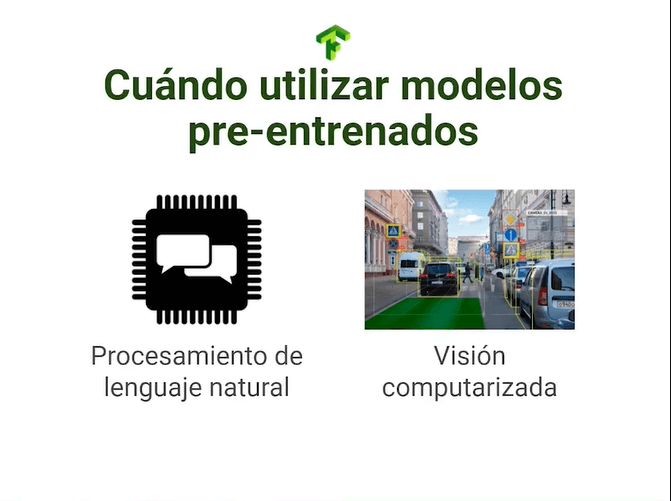 Cuándo utilizar modelos
pre-entrenados
Procesamiento de
lenguaje natural
Visión
computarizada